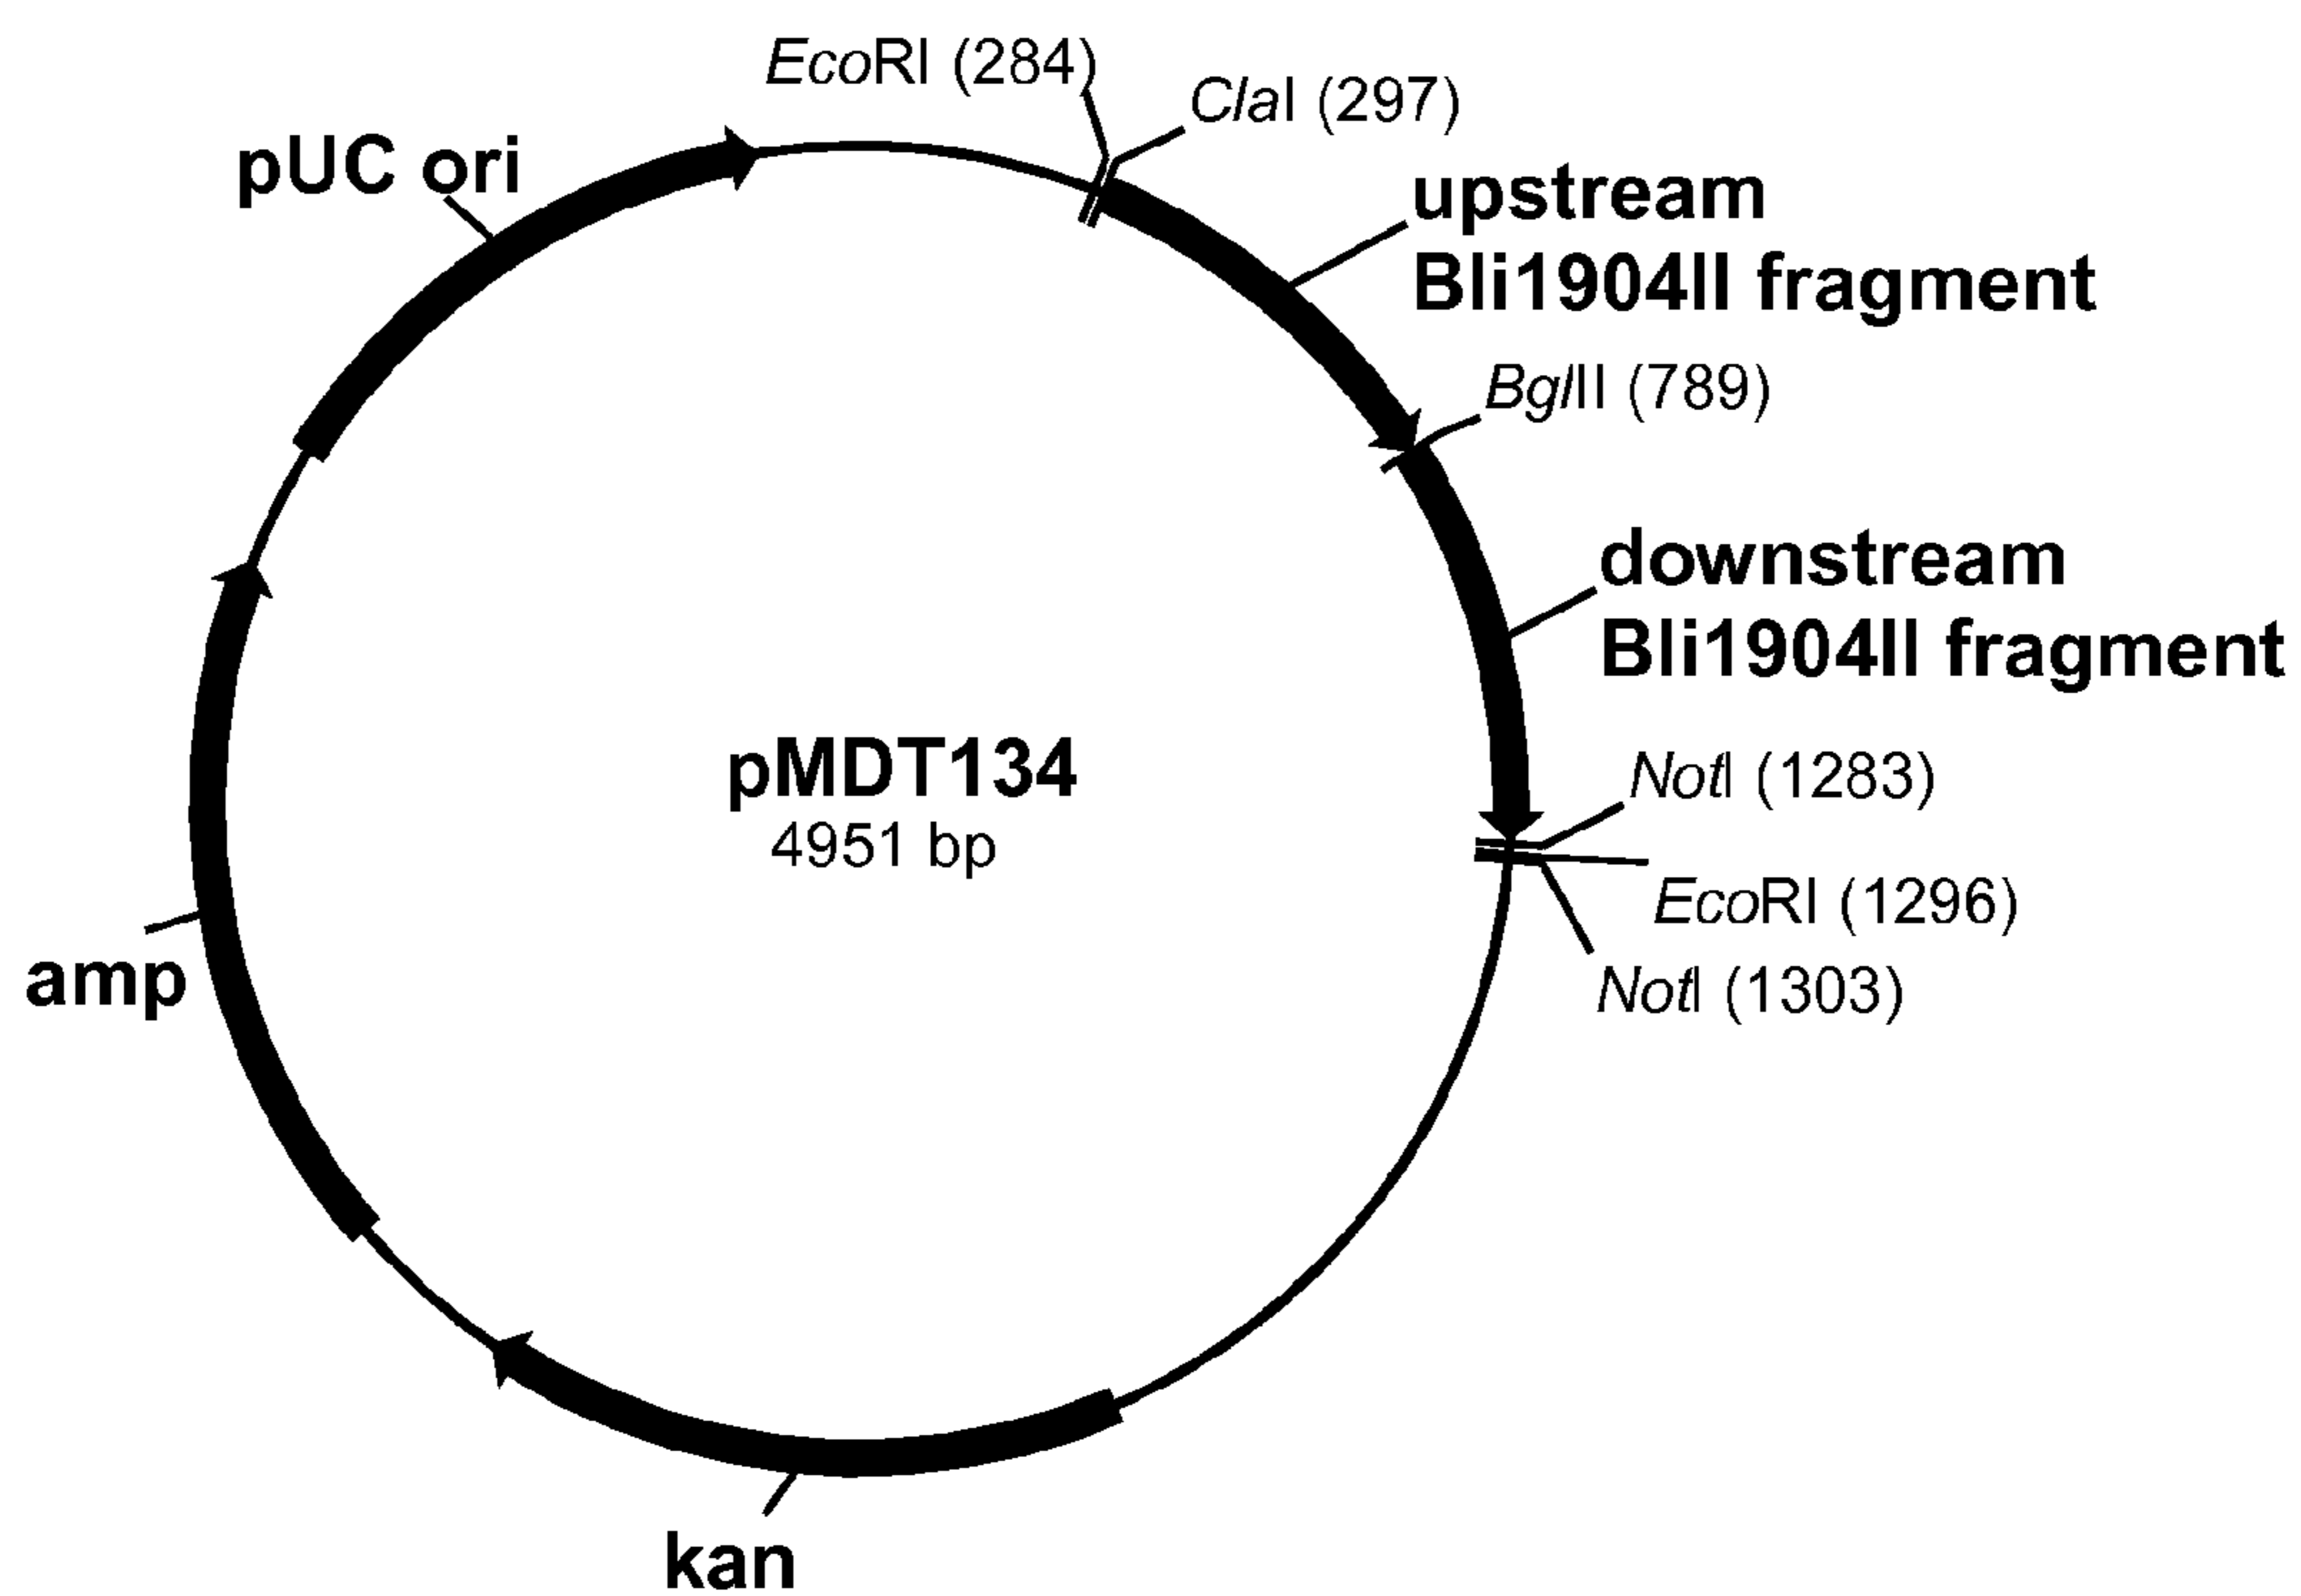 EcoRI (284)
ClaI (297)
pUC ori
upstream
Bli1904II fragment
BglII (789)
downstream
Bli1904II fragment
pMDT134
4951 bp
NotI (1283)
EcoRI (1296)
NotI (1303)
amp
kan